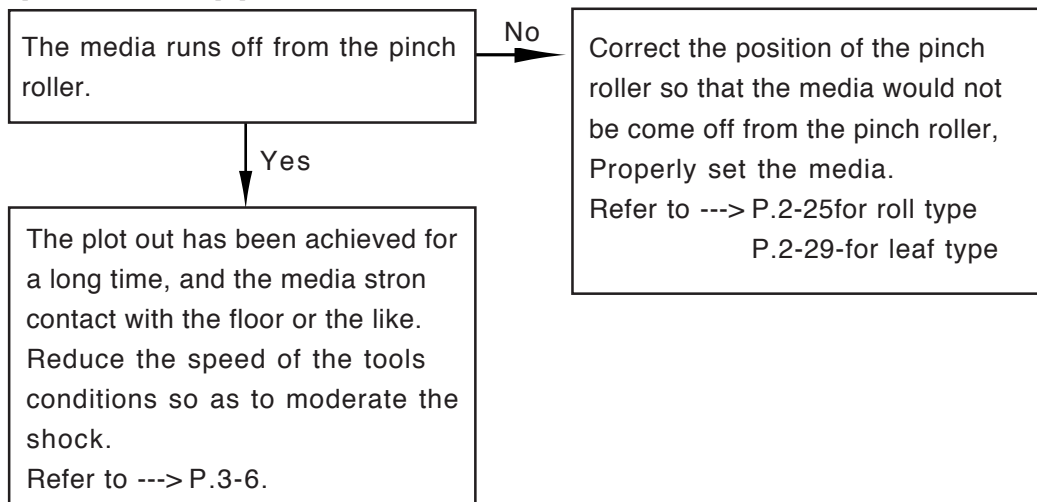 The media runs off from the pinch
roller.
No
Correct the position of the pinch
roller so that the media would not
be come off from the pinch roller,
Properly set the media.
Refer to ---> P.2-25for roll type
P.2-29-for leaf type
Yes
The plot out has been achieved for
a long time, and the media stron
contact with the floor or the like.
Reduce the speed of the tools
conditions so as to moderate the
shock.
Refer to ---> P.3-6.